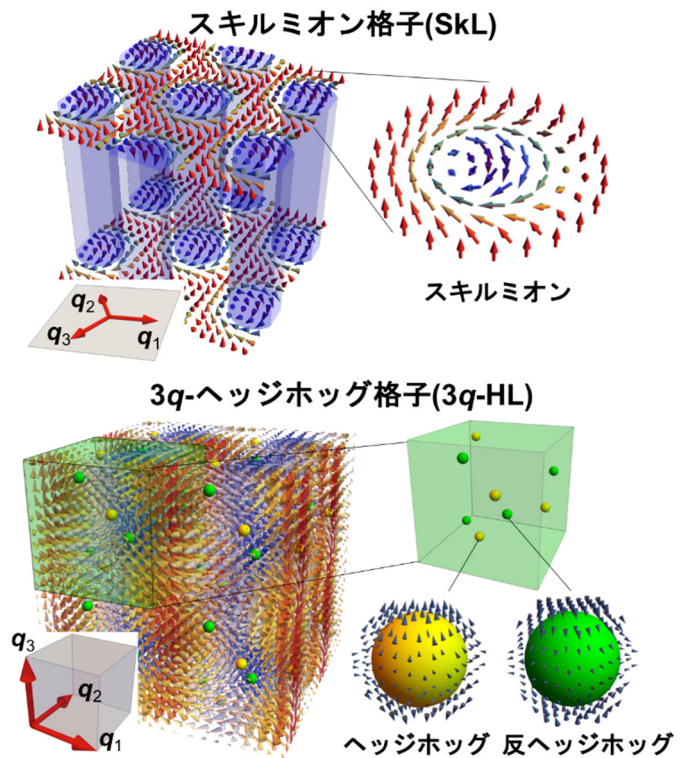 スキルミオン格子(SkL)
スキルミオン
q2
q3
q1
3q-ヘッジホッグ格子(3q-HL)
q3
q2
q1
ヘッジホッグ 反ヘッジホッグ